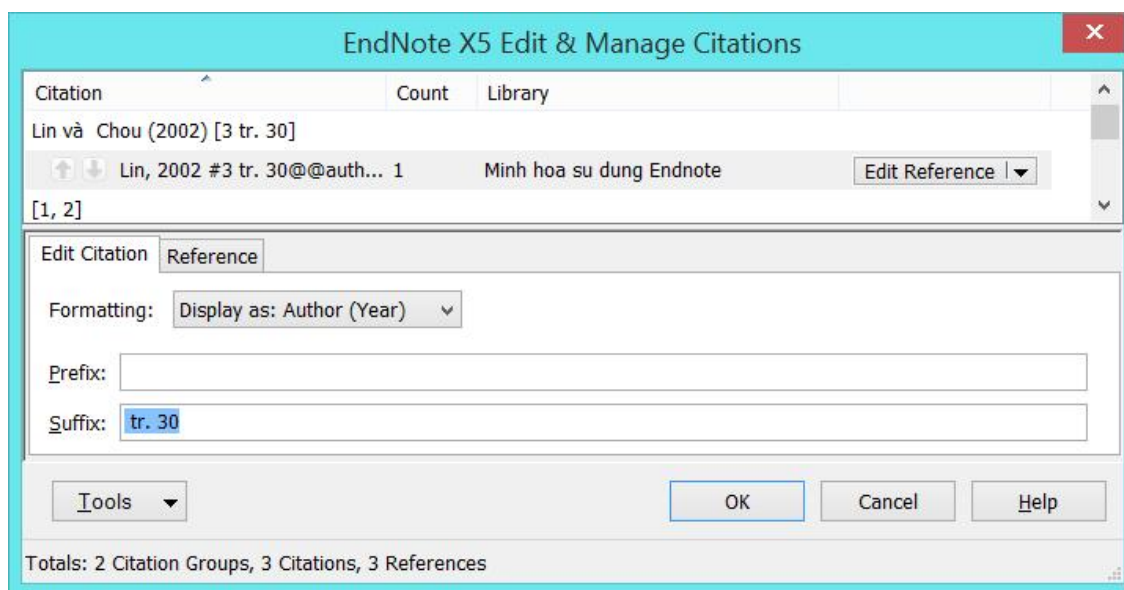 EndNote X5 Edit & Manage Citations
Citation Count Library
Lin và Chou (2002) [3 tr. 30]
Lin, 2002 #3 tr. 30@@auth... 1 Minh hoa su dung Endnote Edit Reference
[1, 2]
Edit Citation Reference
Formatting: Display as: Author (Year)
Prefix:
Suffix: tr. 30
Tools OK Cancel Help
Totals: 2 Citation Groups, 3 Citations, 3 References